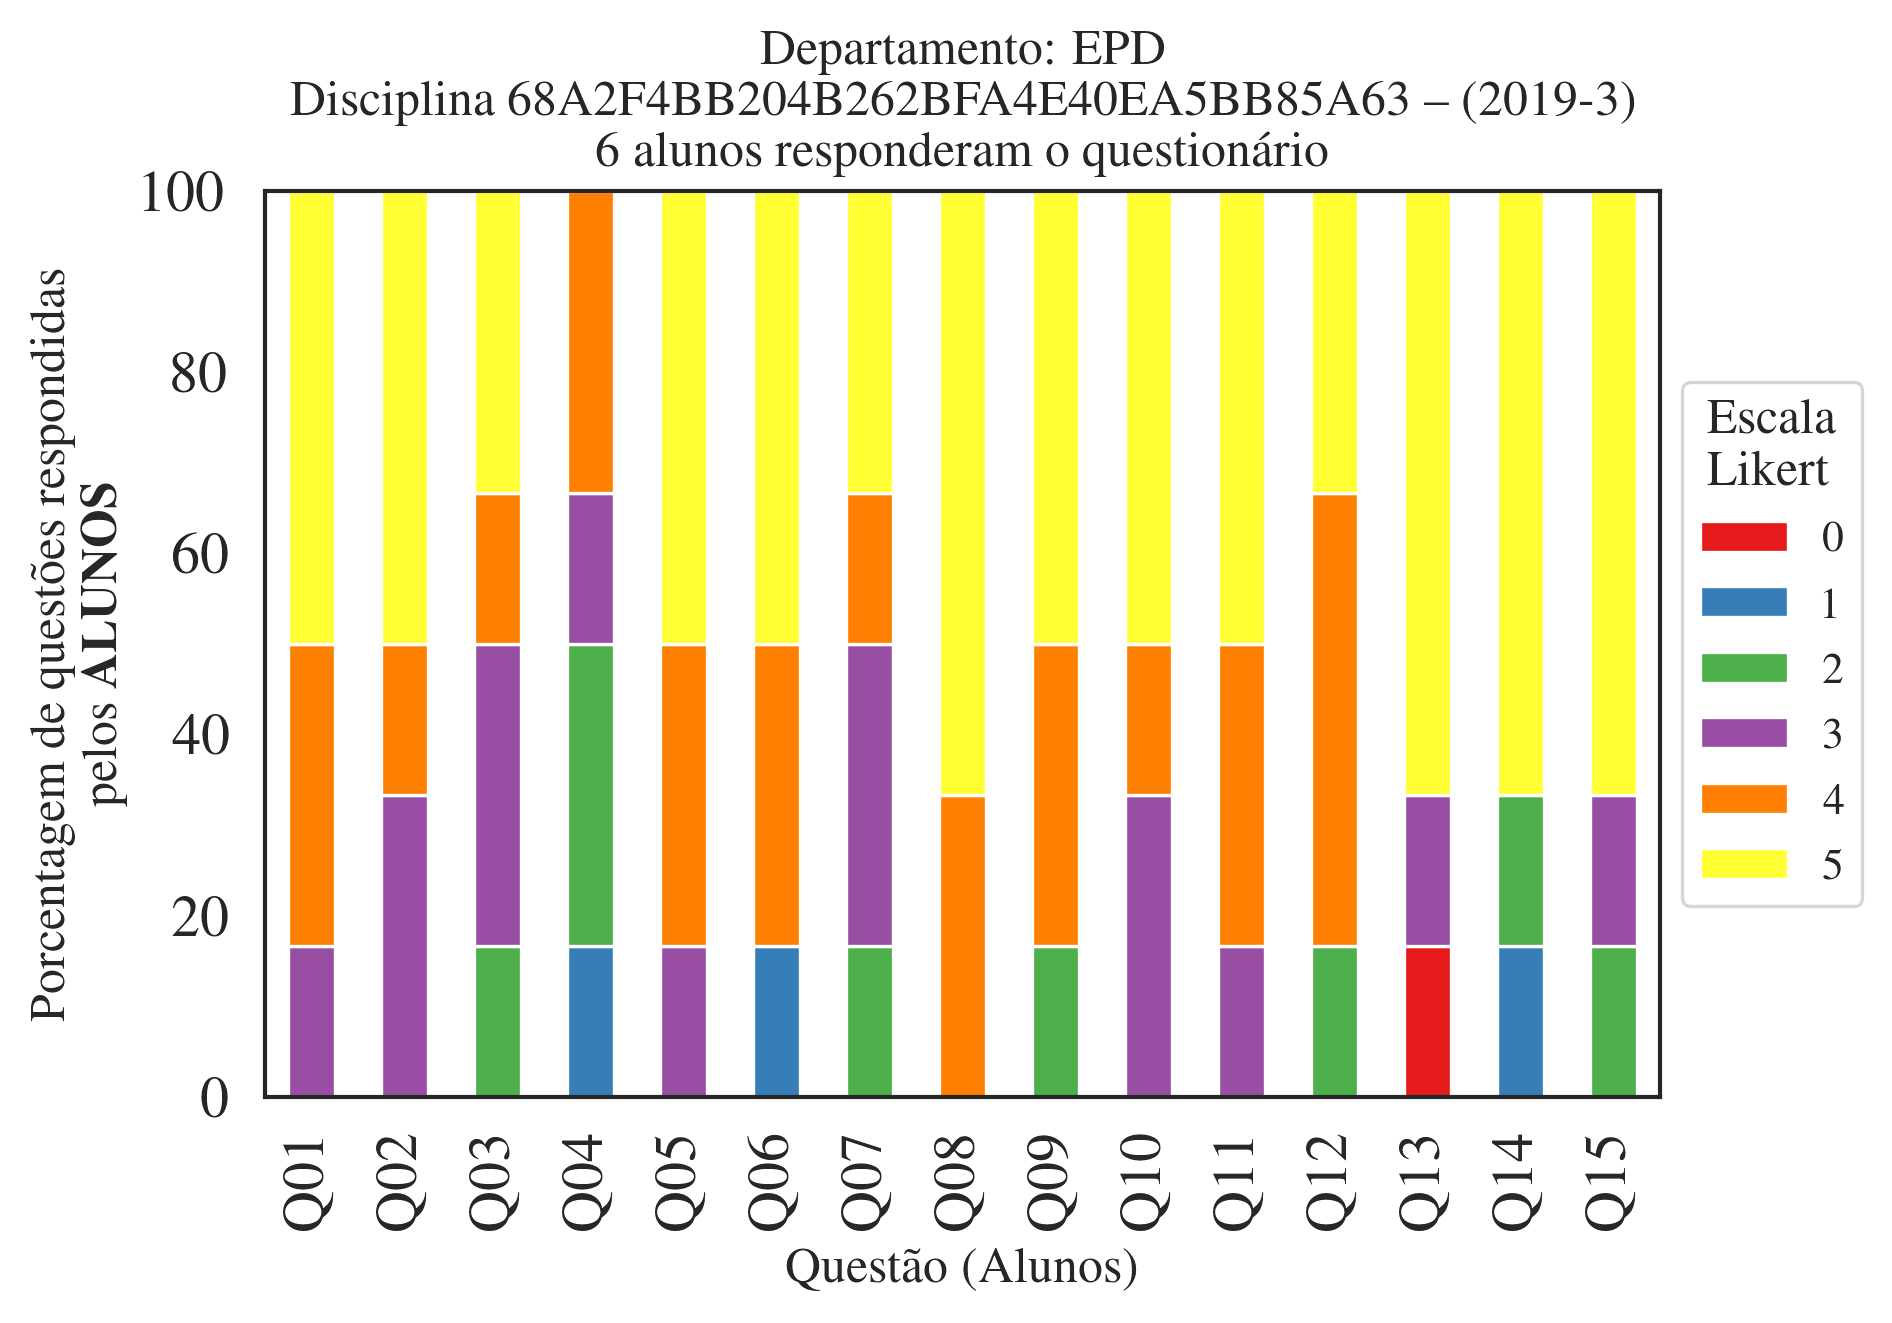 Departamento: EPD
Disciplina 68A2F4BB204B262BFA4E40EA5BB85A63 – (2019-3)
6 alunos responderam o questionário
Porcentagem de questões respondidas
pelos ALUNOS
100
80
60
40
20
0
Q01
Q02
Q03
Q04
Q05
Q06
Q07
Q08
Q09
Q10
Q11
Q12
Q13
Q14
Q15
Questão (Alunos)
Escala
Likert
0
1
2
3
4
5